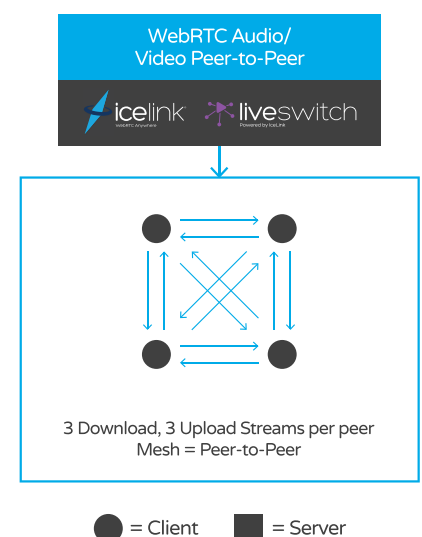 WebRTC Audio/
Video Peer-to-Peer
icelink
WebRTC Anywhere
liveswitch
Powered by IceLink
3 Download, 3 Upload Streams per peer
Mesh = Peer-to-Peer
= Client
= Server